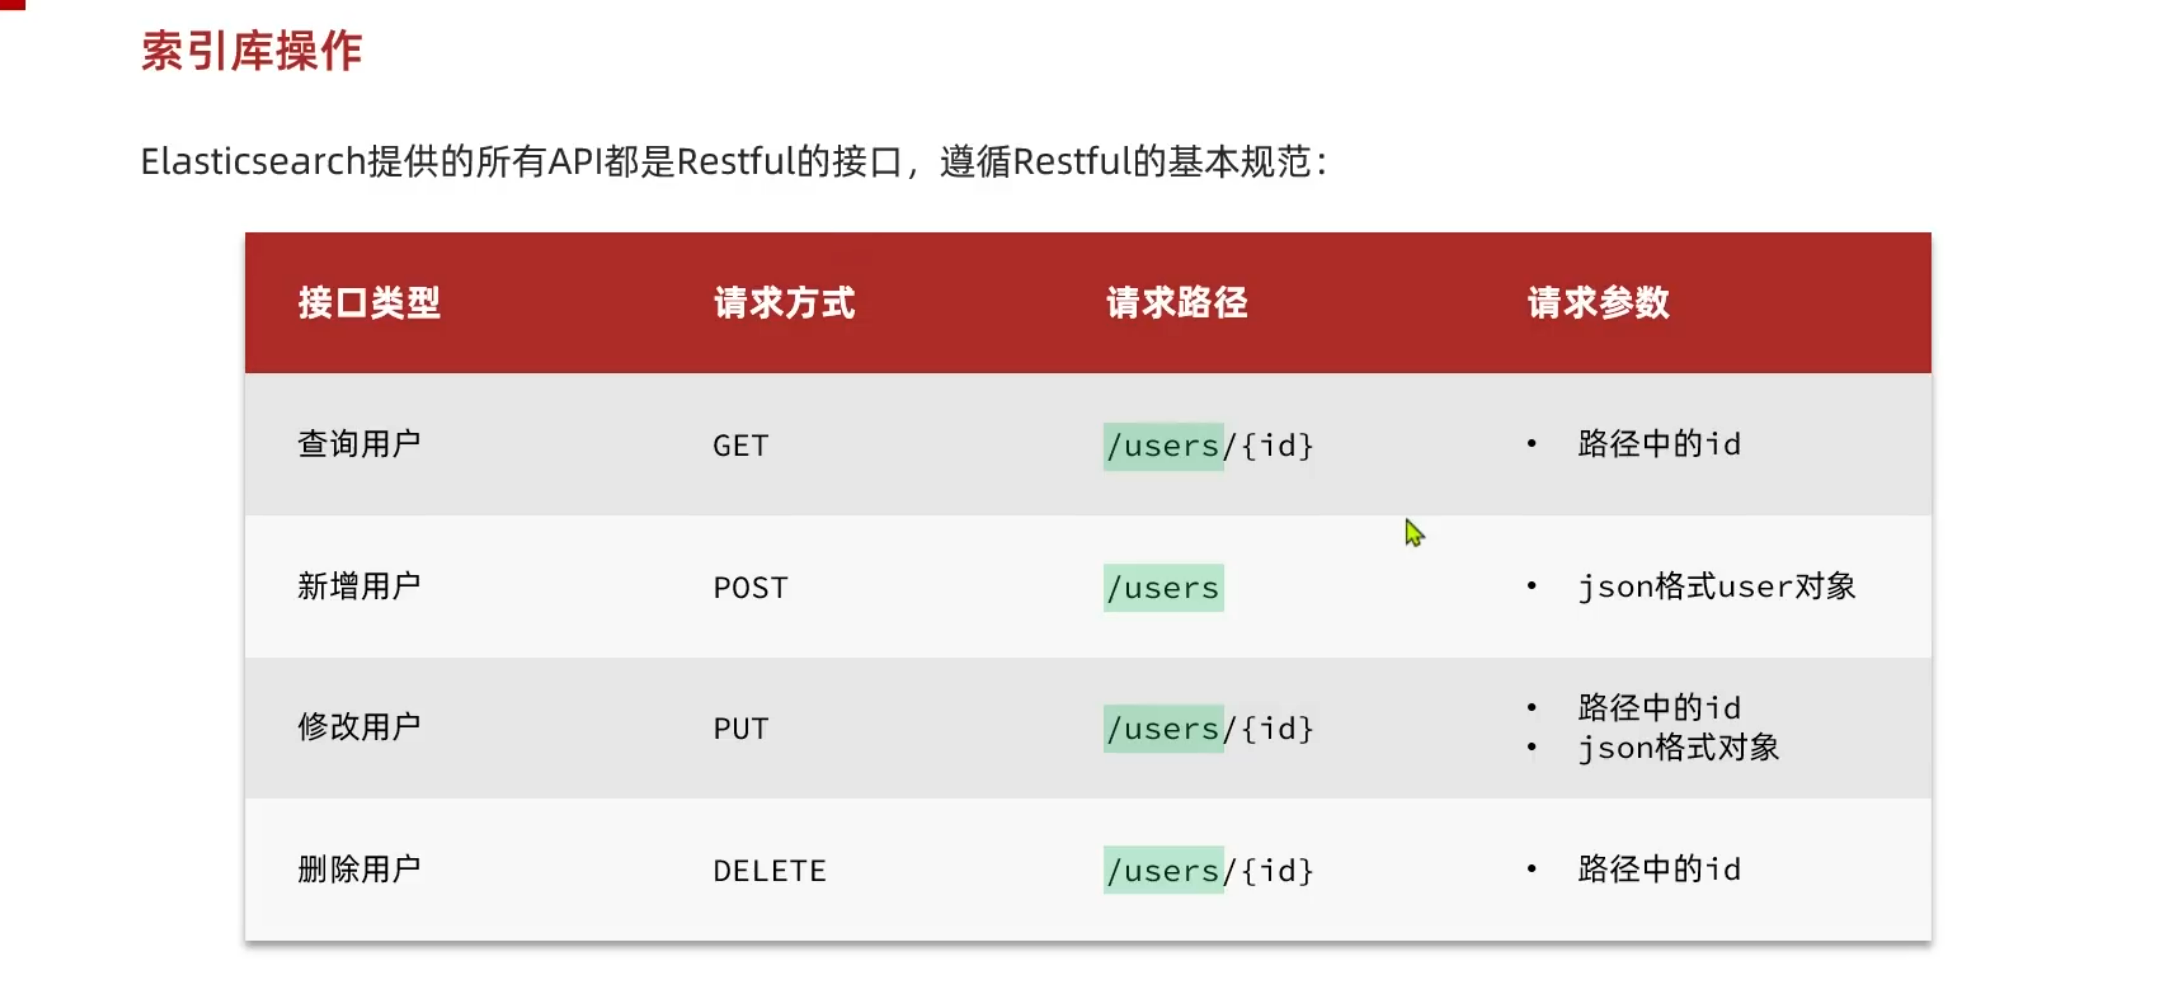 索引库操作
Elasticsearch提供的所有API都是Restful的接口，遵循Restful的基本规范：
接口类型 请求方式 请求路径 请求参数
查询用户 GET /users/{id} • 路径中的id
新增用户 POST /users • json格式user对象
修改用户 PUT /users/{id} • 路径中的id
• json格式对象
删除用户 DELETE /users/{id} • 路径中的id